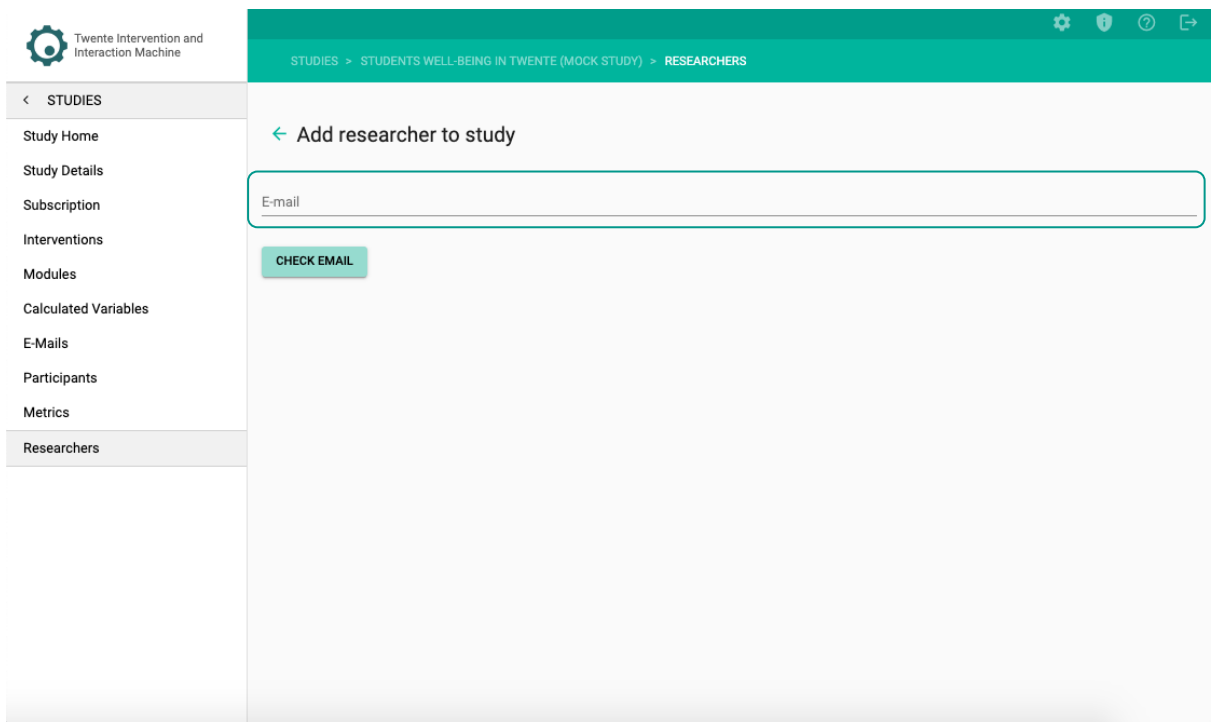 Twente Intervention and
Interaction Machine
STUDIES > STUDENTS WELL-BEING IN TWENTE (MOCK STUDY) > RESEARCHERS
< STUDIES
Study Home
Study Details
Subscription
Interventions
Modules
Calculated Variables
E-Mails
Participants
Metrics
Researchers
← Add researcher to study
E-mail
CHECK EMAIL